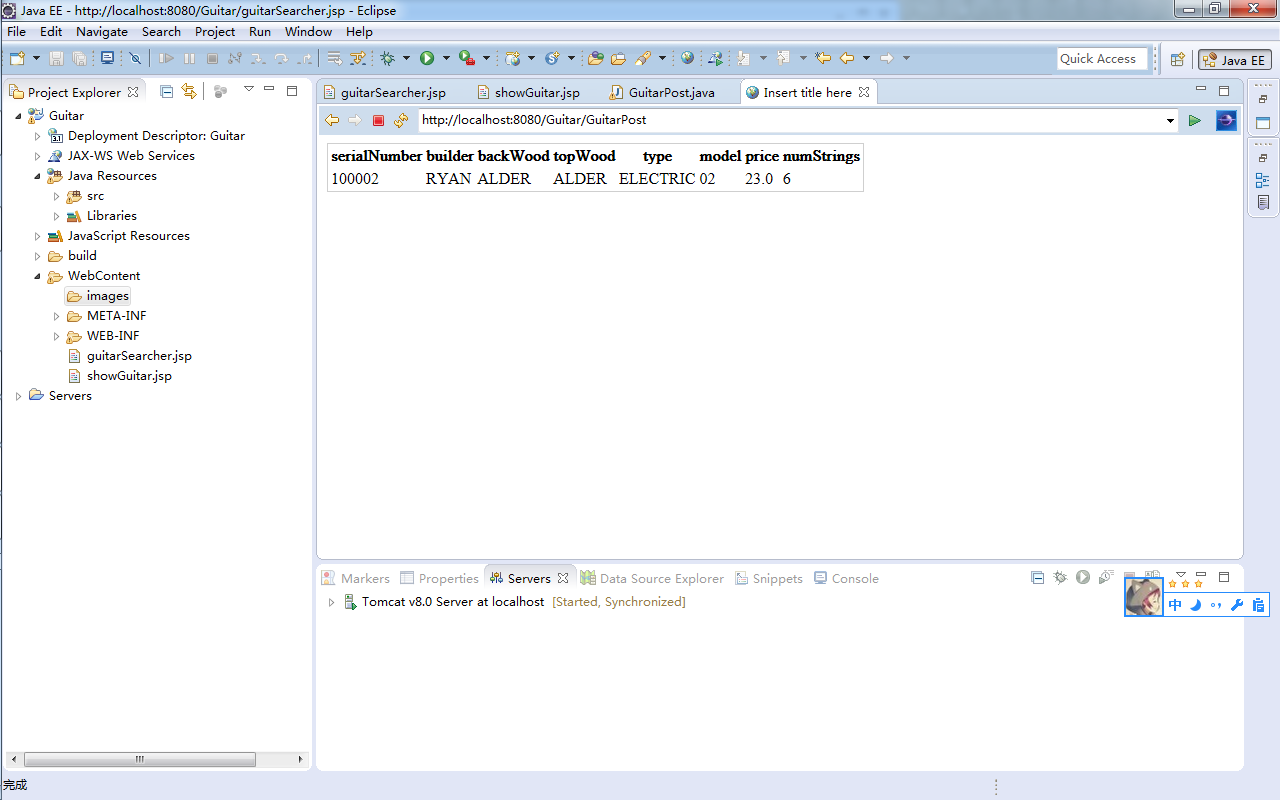 Java EE - http://localhost:8080/Guitar/guitarSearcher.jsp - Eclipse
File Edit Navigate Search Project Run Window Help
Quick Access
Java EE
Project Explorer
guitarSearcher.jsp showGuitar.jsp GuitarPost.java Insert title here
http://localhost:8080/Guitar/GuitarPost
Guitar
Deployment Descriptor: Guitar
JAX-WS Web Services
Java Resources
src
Libraries
JavaScript Resources
build
WebContent
images
META-INF
WEB-INF
guitarSearcher.jsp
showGuitar.jsp
Servers
serialNumber builder backWood topWood type model price numStrings
100002 RYAN ALDER ALDER ELECTRIC 02 23.0 6
Markers Properties Servers Data Source Explorer Snippets Console
Tomcat v8.0 Server at localhost [Started, Synchronized]
中
完成